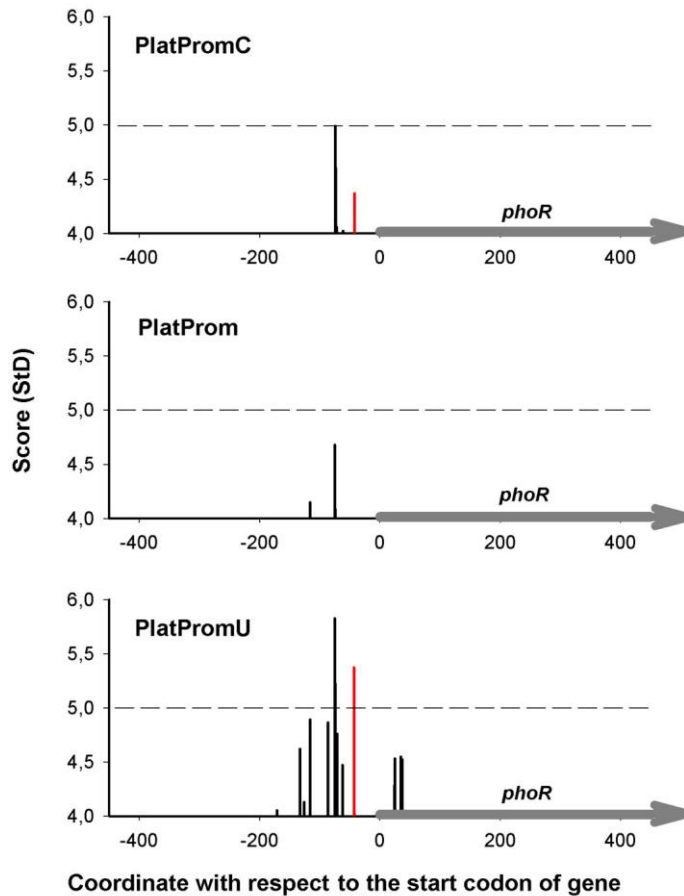 PlatPromC
6,0
5,5
5,0
4,5
4,0
phoR
-400 -200 0 200 400
Score (StD)
PlatProm
6,0
5,5
5,0
4,5
4,0
phoR
-400 -200 0 200 400
PlatPromU
6,0
5,5
5,0
4,5
4,0
phoR
-400 -200 0 200 400
Coordinate with respect to the start codon of gene